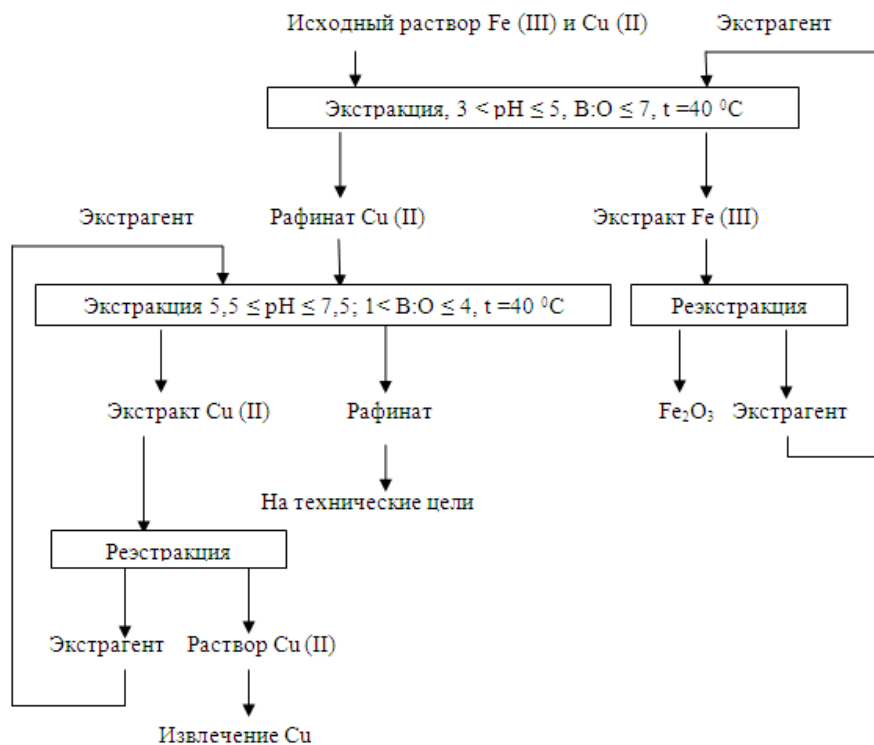 Исходный раствор Fe (III) и Cu (II)
Экстрагент
Экстракция, 3 < pH ≤ 5, В:О ≤ 7, t =40 ⁰С
Экстрагент
Рафинат Cu (II)
Экстракт Fe (III)
Экстракция 5,5 ≤ pH ≤ 7,5; 1< В:О ≤ 4, t =40 ⁰С
Реэкстракция
Экстракт Cu (II)
Рафинат
Fe₂O₃
Экстрагент
На технические цели
Реэстракция
Экстрагент
Раствор Cu (II)
Извлечение Cu